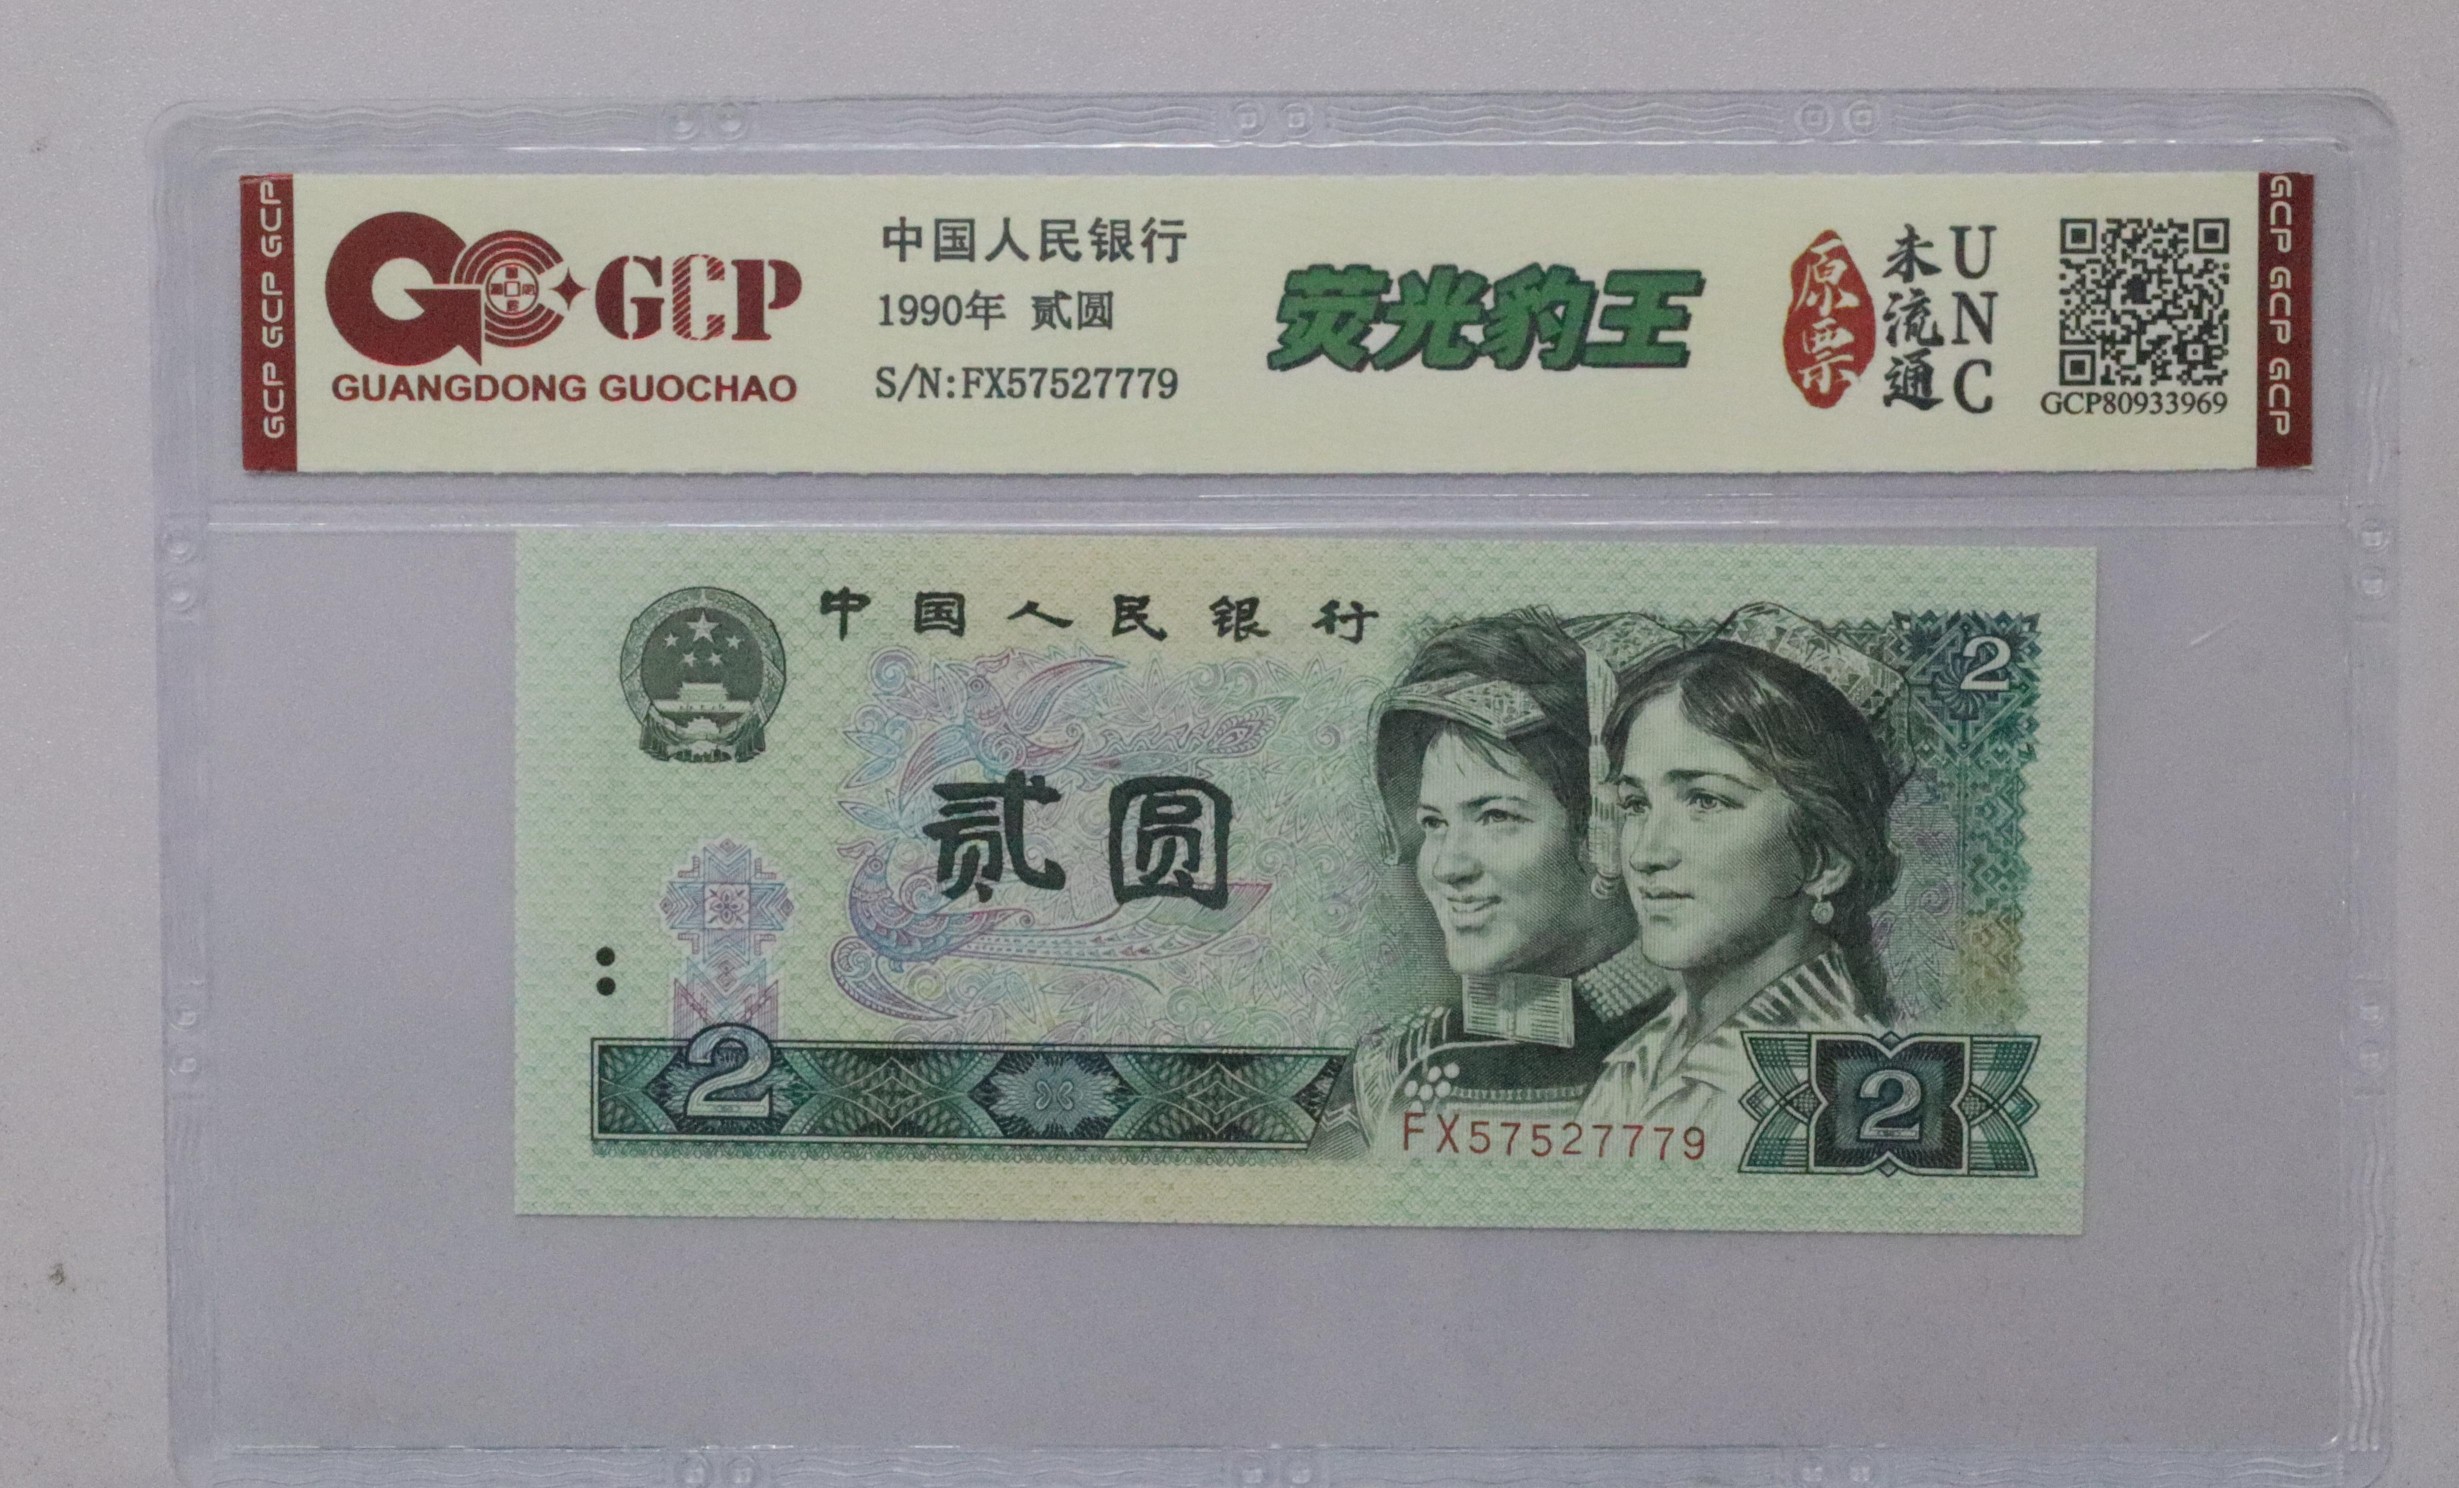 GCP GCP GCP
GCP
GUANGDONG GUOCHAO
中国人民银行
1990年 贰圆
S/N:FX57527779
荧光豹王
原票
未流通
UNC
GCP80933969
GCP GCP GCP
中国人民银行
贰圆
2
2
2
FX57527779